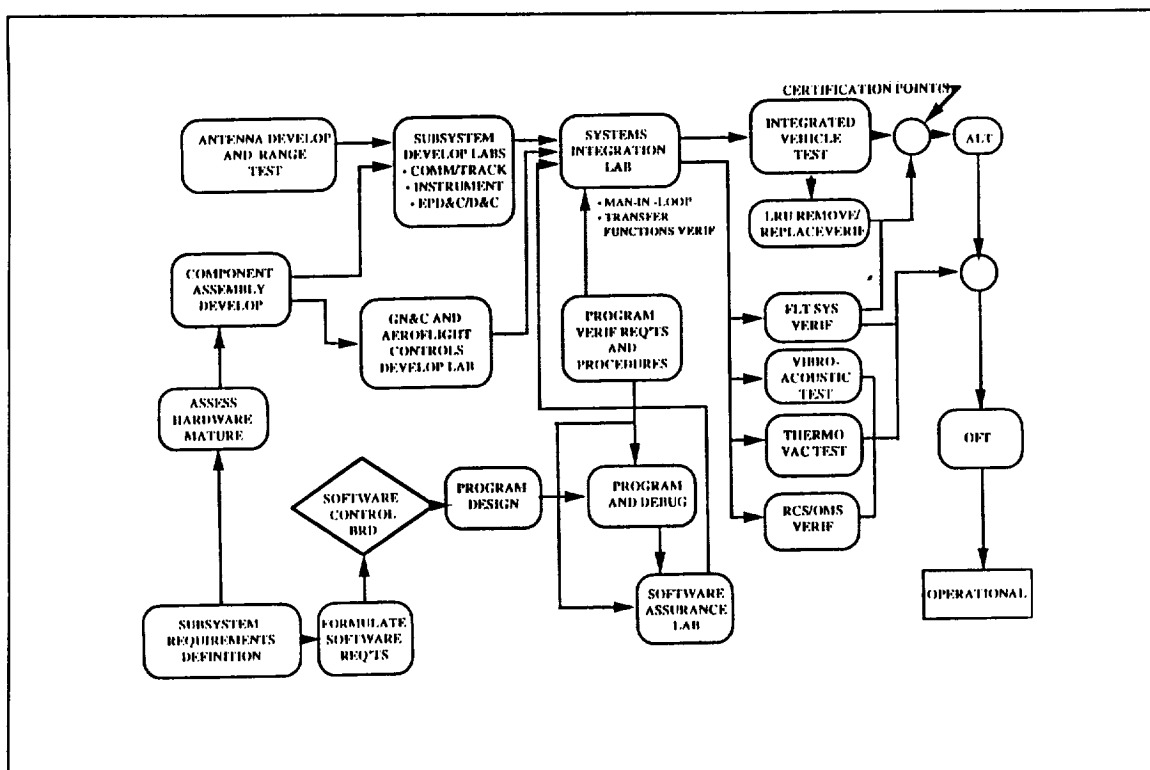 CERTIFICATION POINT(S)
ANTENNA DEVELOP
AND RANGE
TEST
SUBSYSTEM
DEVELOP LABS
• COMM/TRACK
• INSTRUMENT
• EPD&C/D&C
SYSTEMS
INTEGRATION
LAB
INTEGRATED
VEHICLE
TEST
ALT
• MAN-IN -LOOP
• TRANSFER
FUNCTIONS VERIF
LRU REMOVE/
REPLACEVERIF
COMPONENT
ASSEMBLY
DEVELOP
GN&C AND
AEROFLIGHT
CONTROLS
DEVELOP LAB
PROGRAM
VERIF REQ'TS
AND
PROCEDURES
FLT SYS
VERIF
VIBRO-
ACOUSTIC
TEST
ASSESS
HARDWARE
MATURE
THERMO
VAC TEST
OFT
SOFTWARE
CONTROL
BRD
PROGRAM
DESIGN
PROGRAM
AND DEBUG
RCS/OMS
VERIF
SUBSYSTEM
REQUIREMENTS
DEFINITION
FORMULATE
SOFTWARE
REQ'TS
SOFTWARE
ASSURANCE
LAB
OPERATIONAL